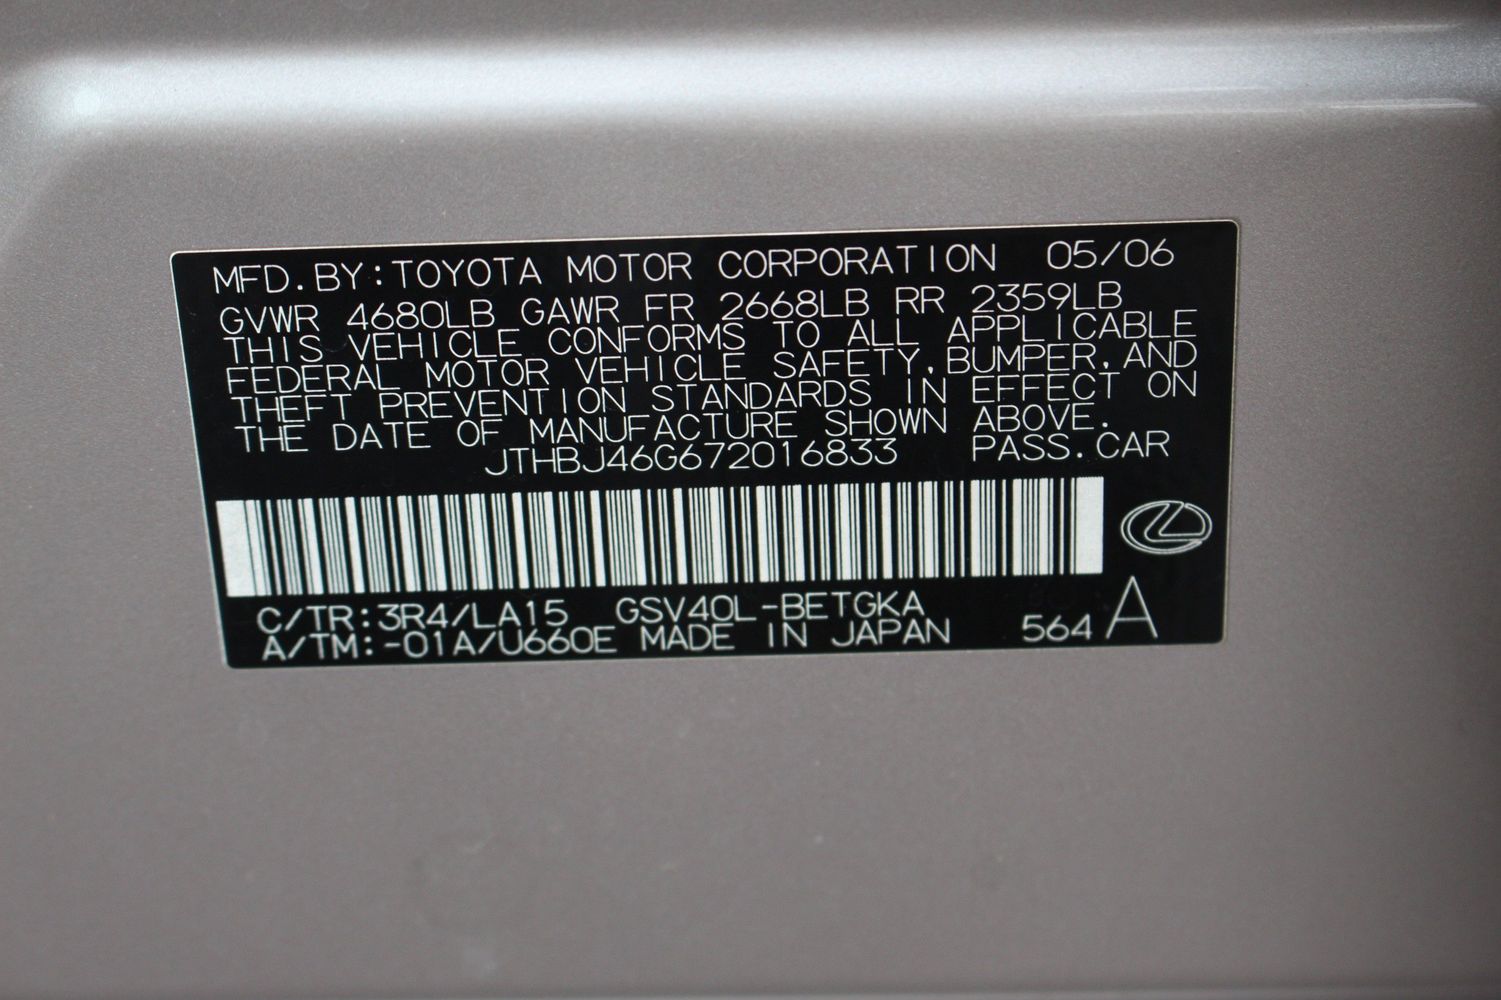 MFD.BY:TOYOTA MOTOR CORPORATION 05/06
GVWR 4680LB GAWR FR 2668LB RR 2359LB
THIS VEHICLE CONFORMS TO ALL APPLICABLE
FEDERAL MOTOR VEHICLE SAFETY,BUMPER,AND
THEFT PREVENTION STANDARDS IN EFFECT ON
THE DATE OF MANUFACTURE SHOWN ABOVE.
JTHBJ46G672016833 PASS.CAR
C/TR:3R4/LA15 GSV40L-BETGKA
A/TM:-01A/U660E MADE IN JAPAN 564 A